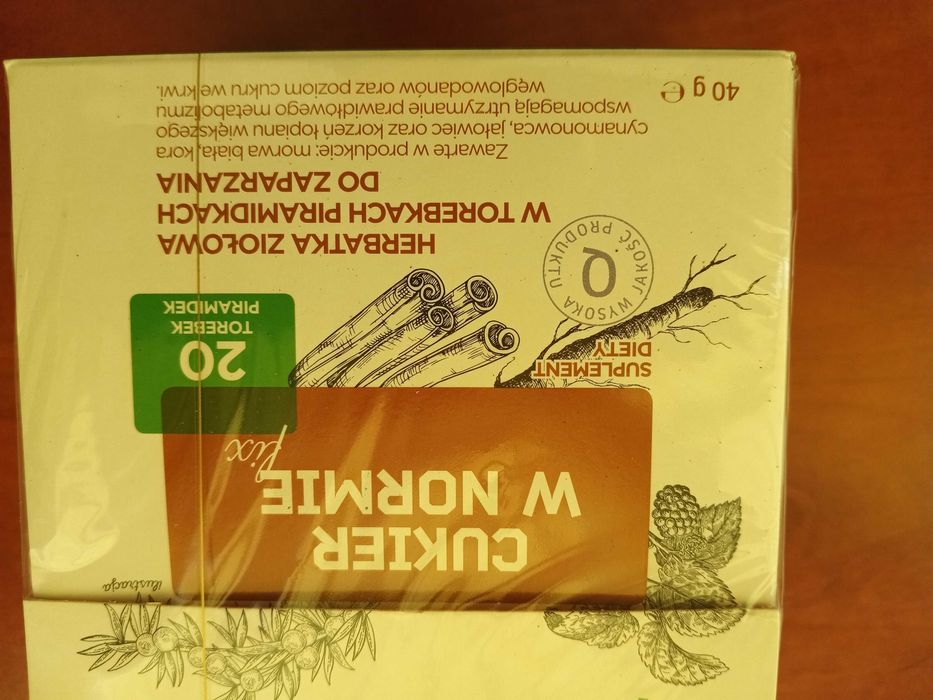 ilustracja
CUKIER
W NORMIE
fix
20
TOREBEK
PIRAMIDEK
SUPLEMENT
DIETY
WYSOKA JAKOŚĆ PRODUKTU
Q
HERBATKA ZIOŁOWA
W TOREBKACH PIRAMIDKACH
DO ZAPARZANIA
Zawarte w produkcie: morwa biała, kora
cynamonowca, jałowiec oraz korzeń łopianu większego
wspomagają utrzymanie prawidłowego metabolizmu
węglowodanów oraz poziom cukru we krwi.
40 g ℮